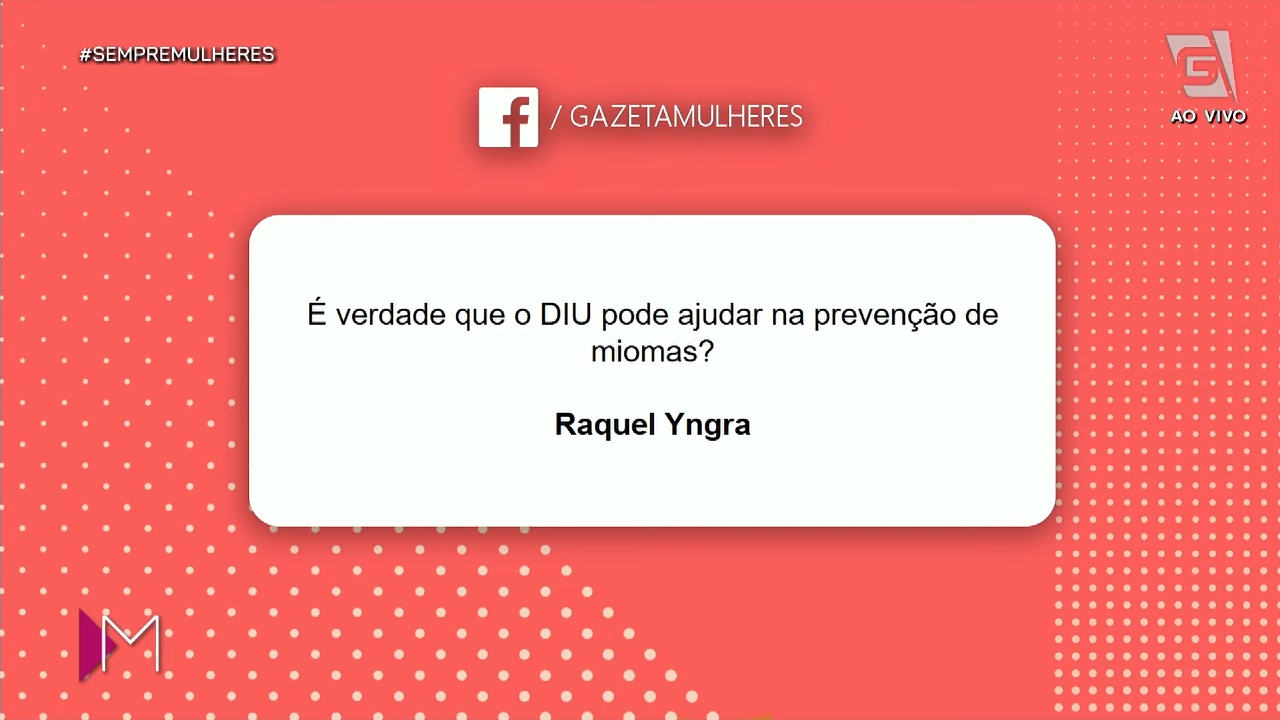 #SEMPREMULHERES
AO VIVO
/ GAZETAMULHERES
É verdade que o DIU pode ajudar na prevenção de
miomas?
Raquel Yngra
M